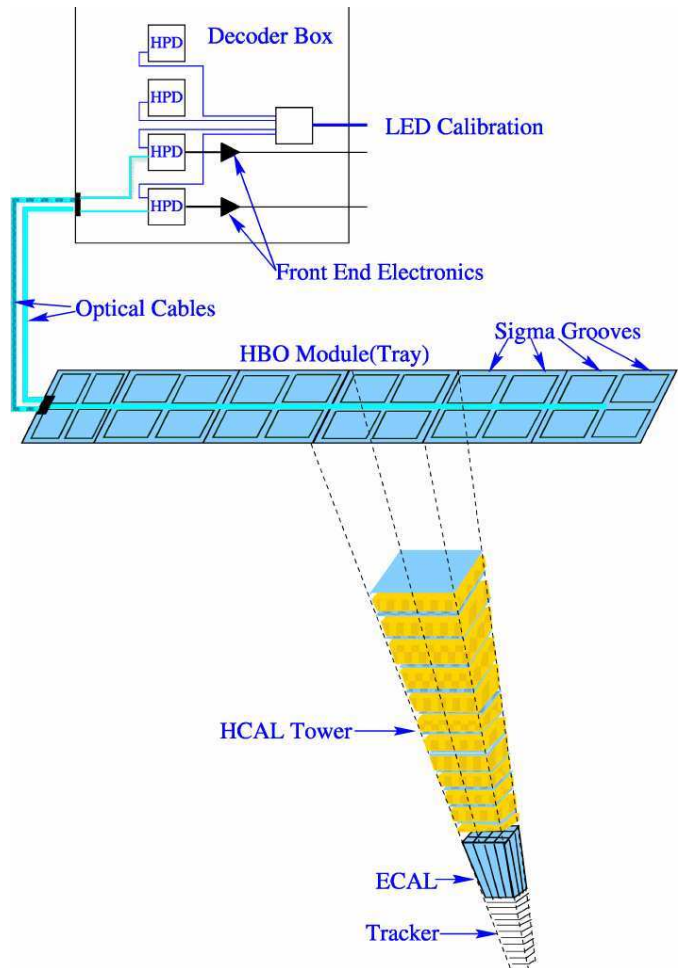 HPD
Decoder Box
HPD
LED Calibration
HPD
HPD
Front End Electronics
Optical Cables
Sigma Grooves
HBO Module(Tray)
HCAL Tower
ECAL
Tracker